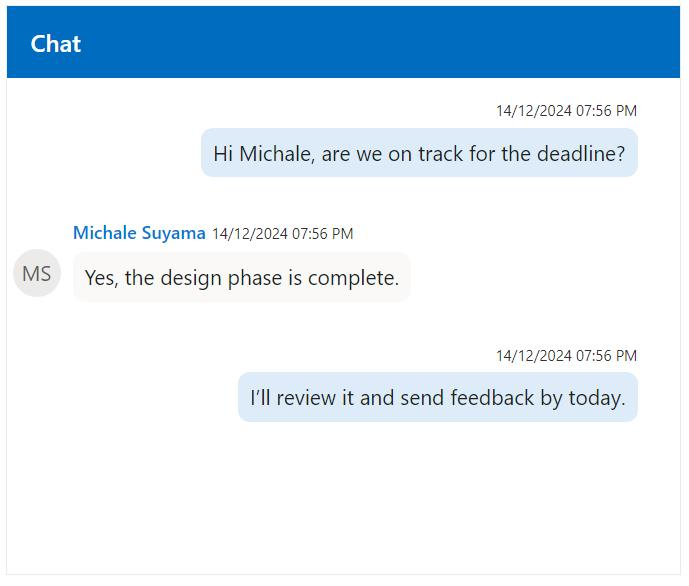 Chat
14/12/2024 07:56 PM
Hi Michale, are we on track for the deadline?
Michale Suyama 14/12/2024 07:56 PM
MS
Yes, the design phase is complete.
14/12/2024 07:56 PM
I’ll review it and send feedback by today.